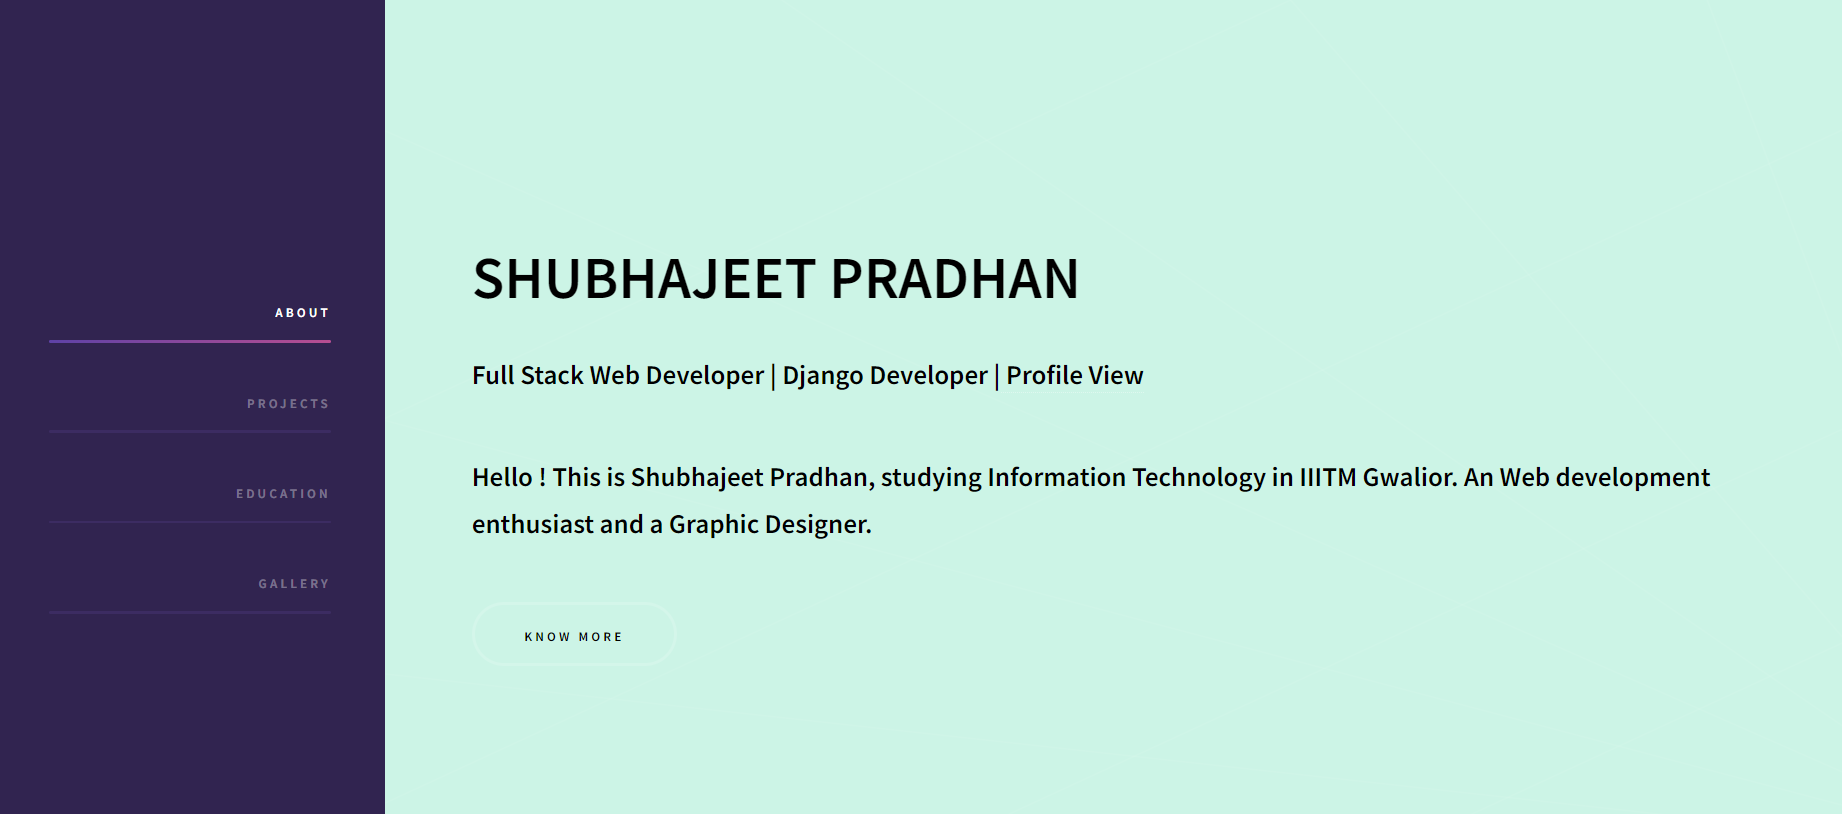 ABOUT
PROJECTS
EDUCATION
GALLERY
SHUBHAJEET PRADHAN
Full Stack Web Developer | Django Developer | Profile View
Hello ! This is Shubhajeet Pradhan, studying Information Technology in IIITM Gwalior. An Web development
enthusiast and a Graphic Designer.
KNOW MORE